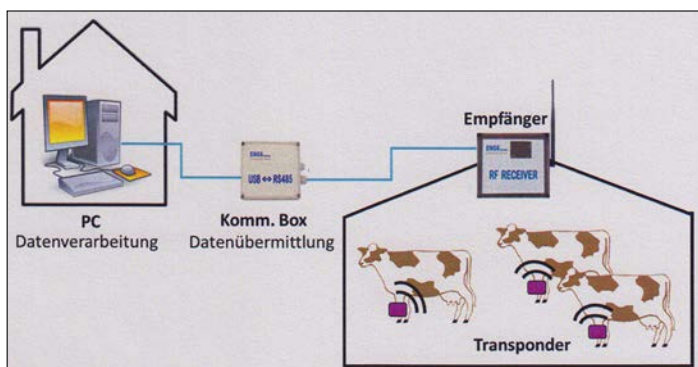 Empfänger
RF RECEIVER
USB ⇔ RS485
PC
Datenverarbeitung
Komm. Box
Datenübermittlung
Transponder